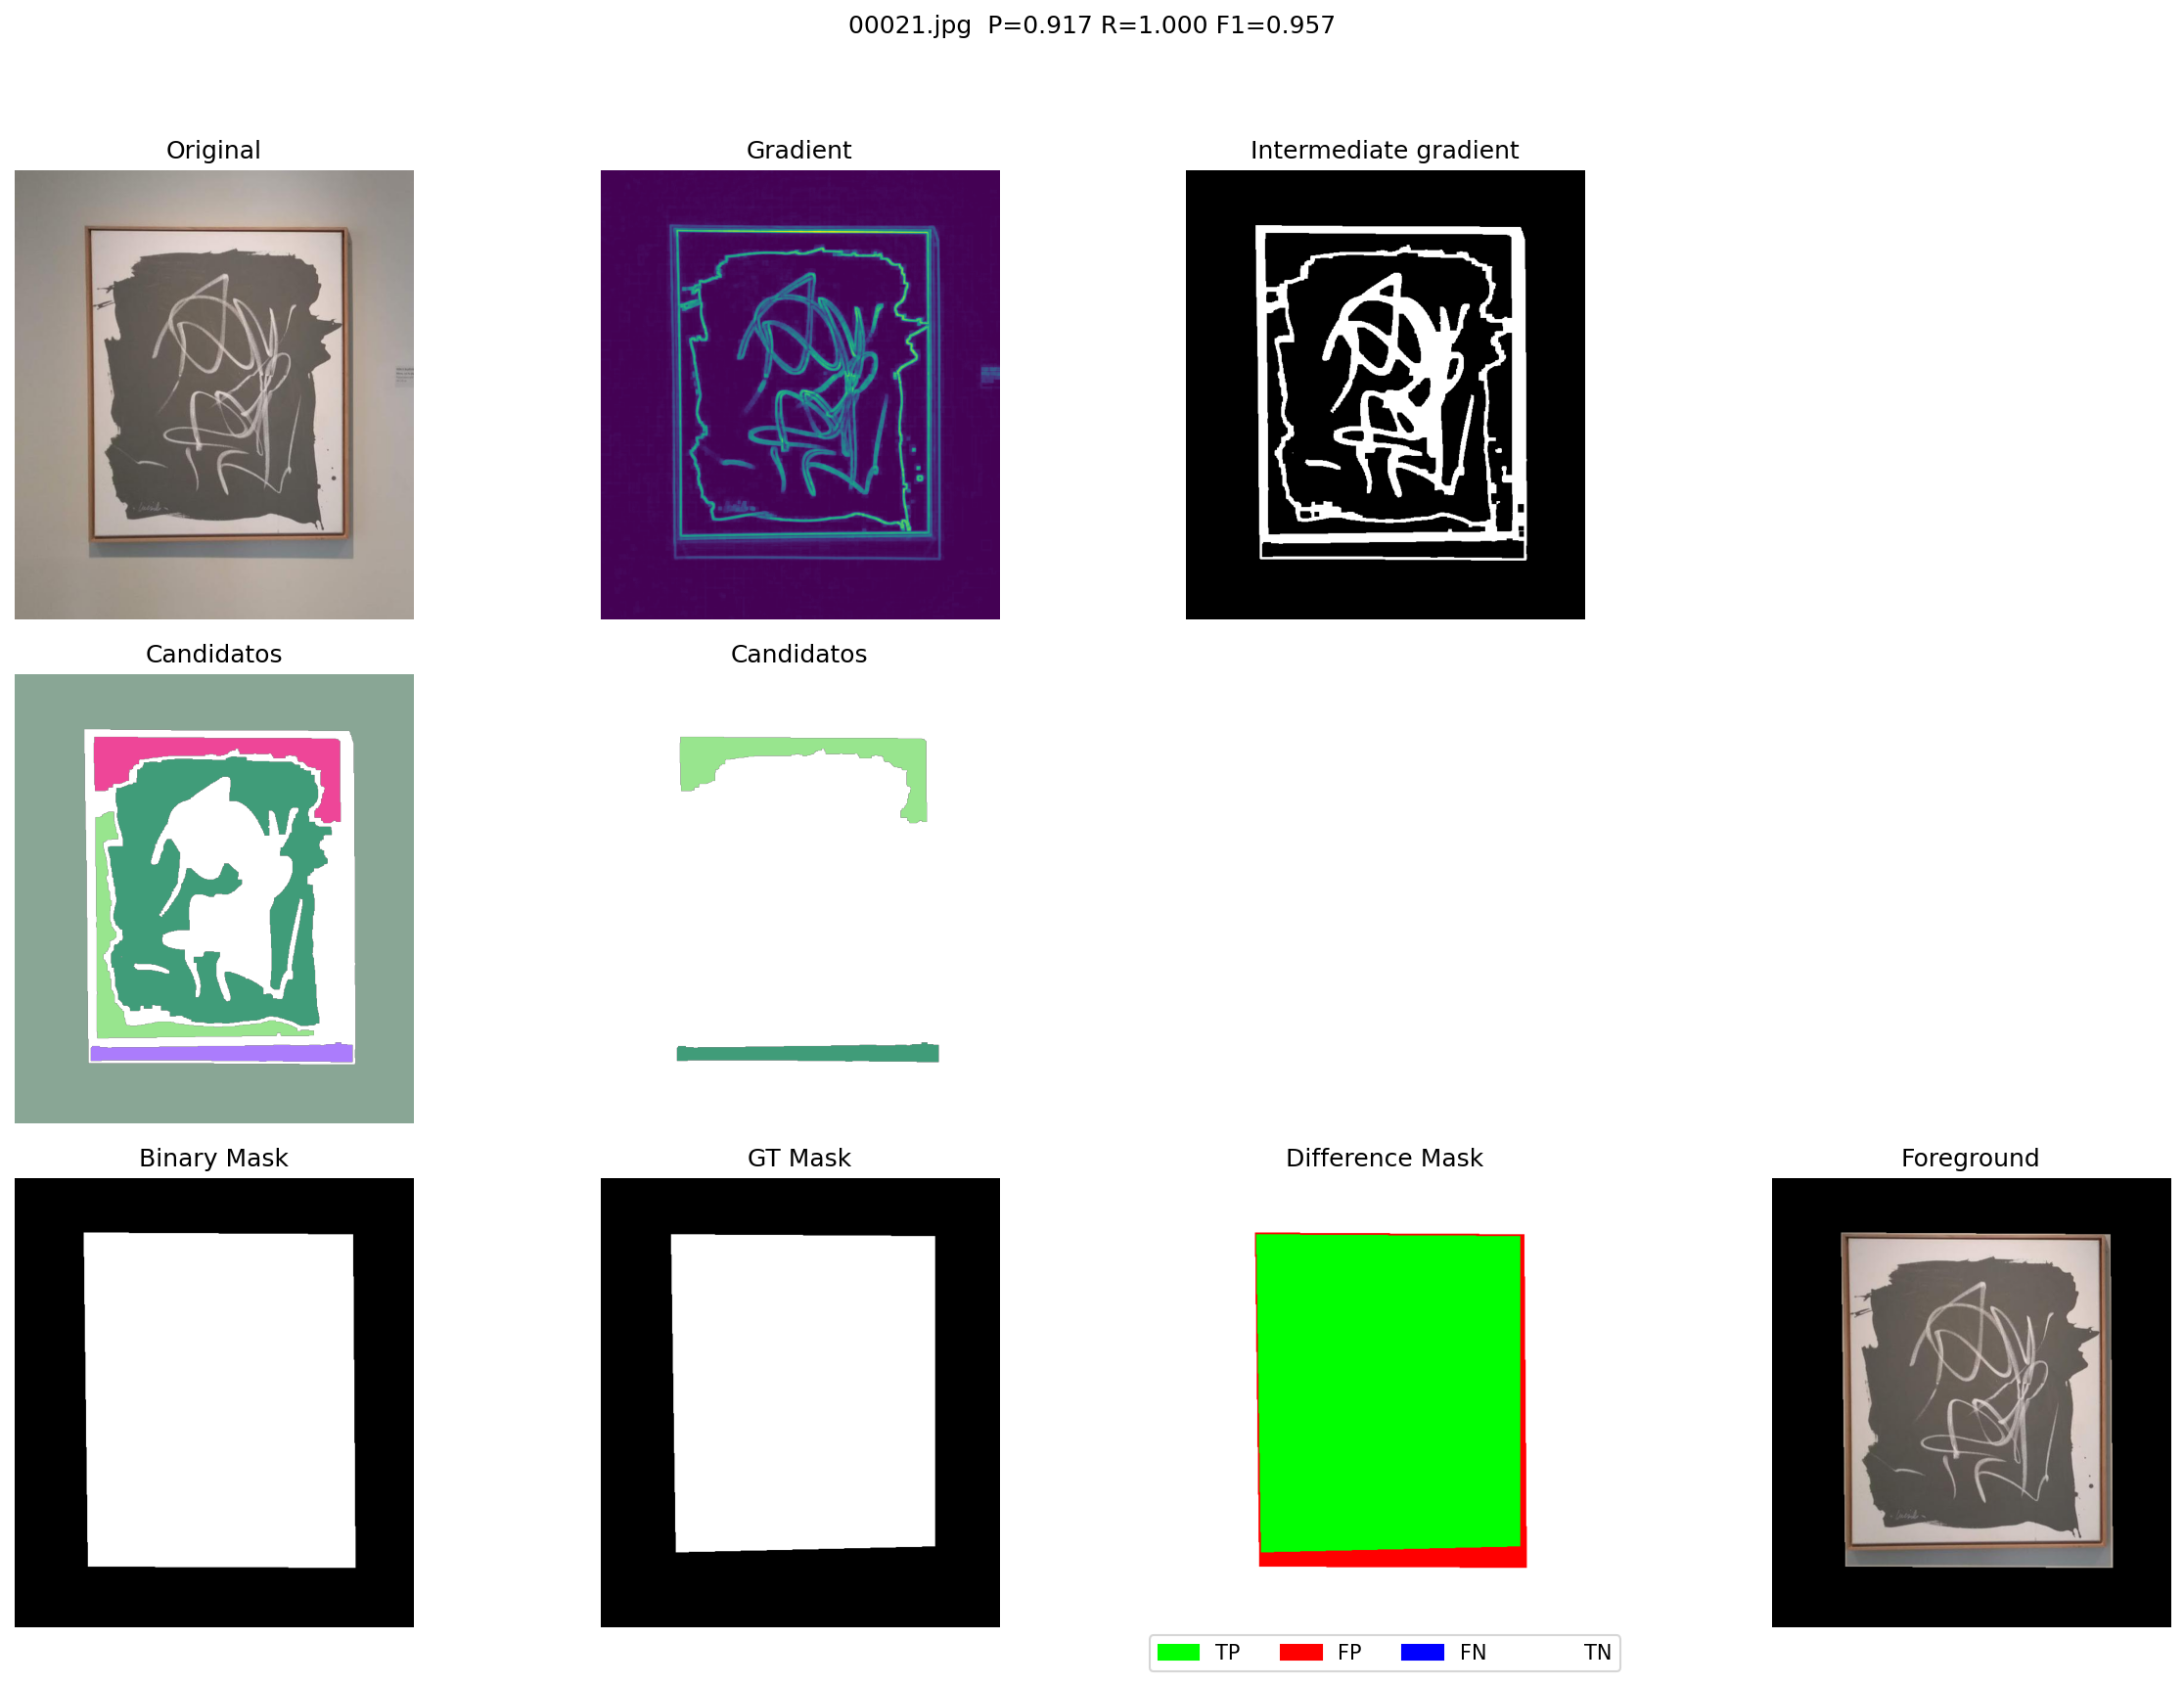 00021.jpg  P=0.917 R=1.000 F1=0.957
Original
Gradient
Intermediate gradient
Candidatos
Candidatos
Binary Mask
GT Mask
Difference Mask
Foreground
TP
FP
FN
TN